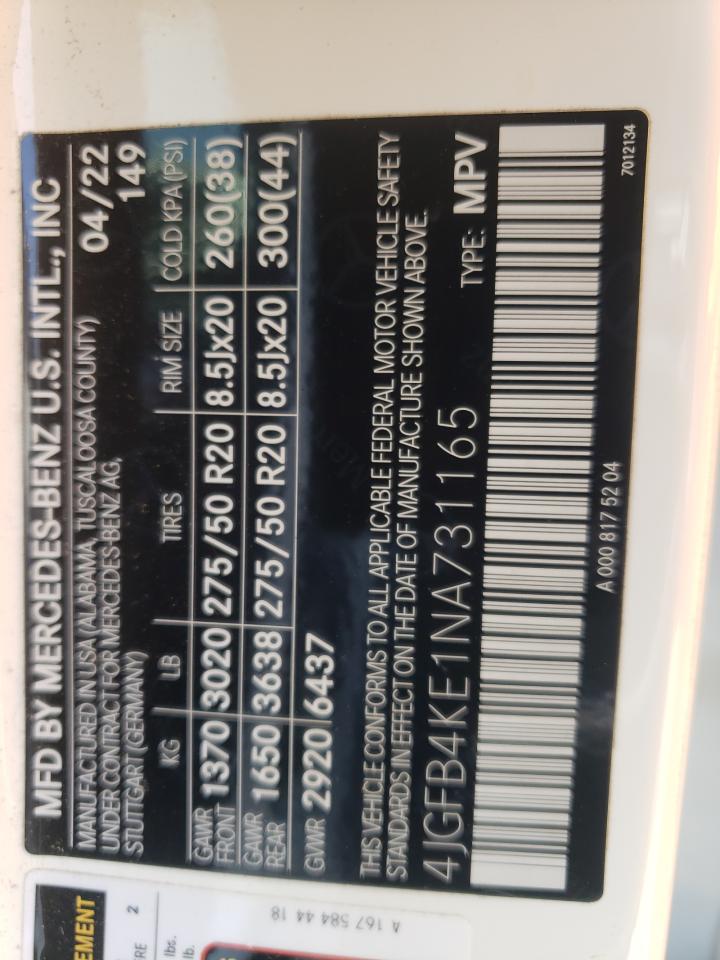 MFD BY MERCEDES-BENZ U.S. INTL., INC
MANUFACTURED IN USA (ALABAMA, TUSCALOOSA COUNTY) 04/22
UNDER CONTRACT FOR MERCEDES-BENZ AG, 149
STUTTGART (GERMANY)
KG LB TIRES RIM SIZE COLD KPA (PSI)
GAWR FRONT 1370 3020 275/50 R20 8.5Jx20 260(38)
GAWR REAR 1650 3638 275/50 R20 8.5Jx20 300(44)
GVWR 2920 6437
THIS VEHICLE CONFORMS TO ALL APPLICABLE FEDERAL MOTOR VEHICLE SAFETY
STANDARDS IN EFFECT ON THE DATE OF MANUFACTURE SHOWN ABOVE.
4JGFB4KE1NA731165 TYPE: MPV
A 000 817 52 04
7012134
EMENT
2
ERE
lbs.
lb.
A 167 584 44 18